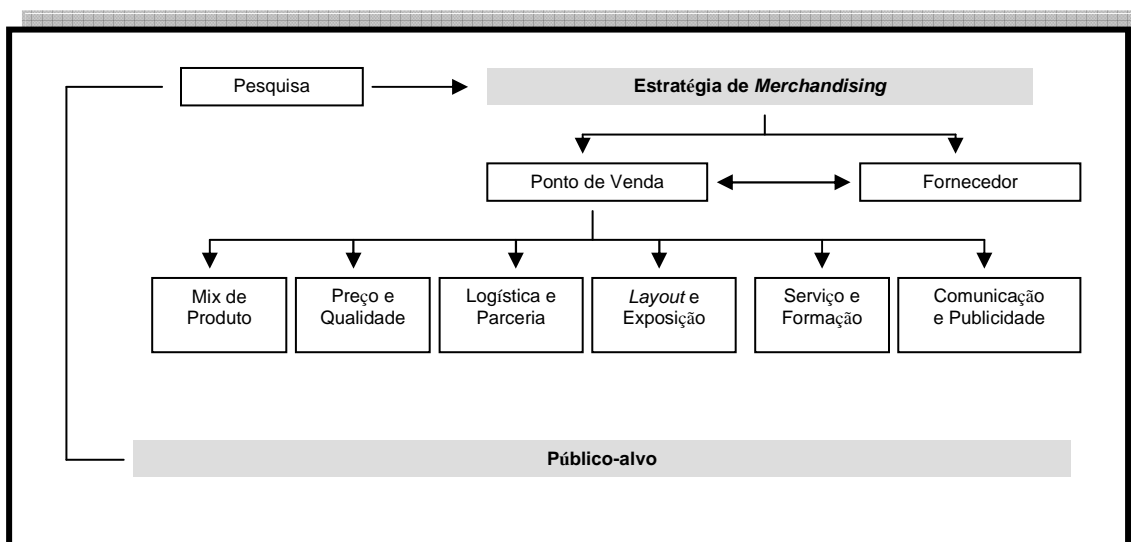 Pesquisa
Estratégia de Merchandising
Ponto de Venda
Fornecedor
Mix de
Produto
Preço e
Qualidade
Logística e
Parceria
Layout e
Exposição
Serviço e
Formação
Comunicação
e Publicidade
Público-alvo